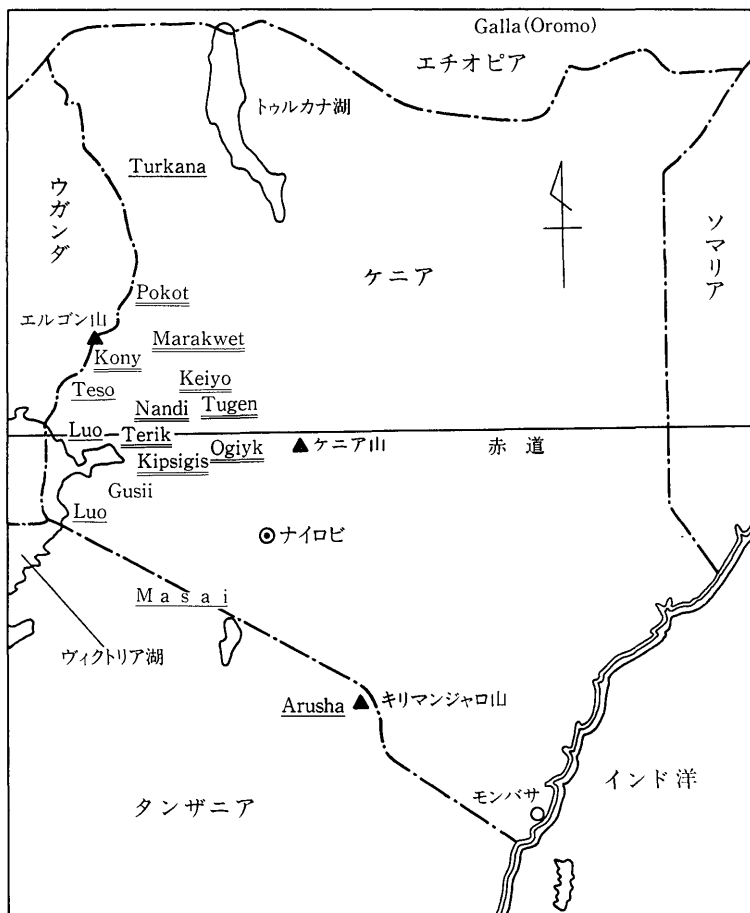 Galla(Oromo)
エチオピア
トゥルカナ湖
Turkana
ウガンダ
ソマリア
ケニア
Pokot
エルゴン山
Marakwet
Kony
Keiyo
Teso
Tugen
Nandi
Luo
Terik
ケニア山
赤道
Ogiyk
Kipsigis
Gusii
Luo
ナイロビ
Masai
ヴィクトリア湖
Arusha
キリマンジャロ山
インド洋
モンバサ
タンザニア